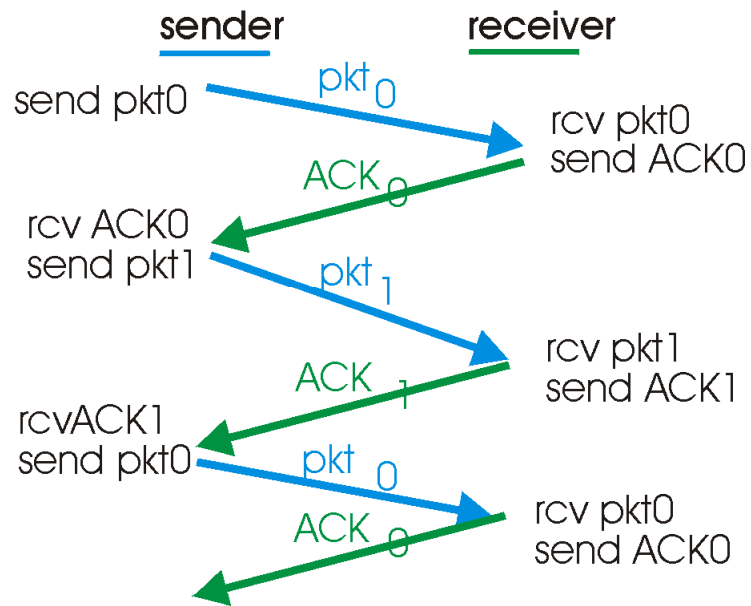 sender
receiver
send pkt0
pkt 0
rcv pkt0
send ACK0
ACK 0
rcv ACK0
send pkt1
pkt 1
rcv pkt1
send ACK1
ACK 1
rcvACK1
send pkt0
pkt 0
rcv pkt0
send ACK0
ACK 0